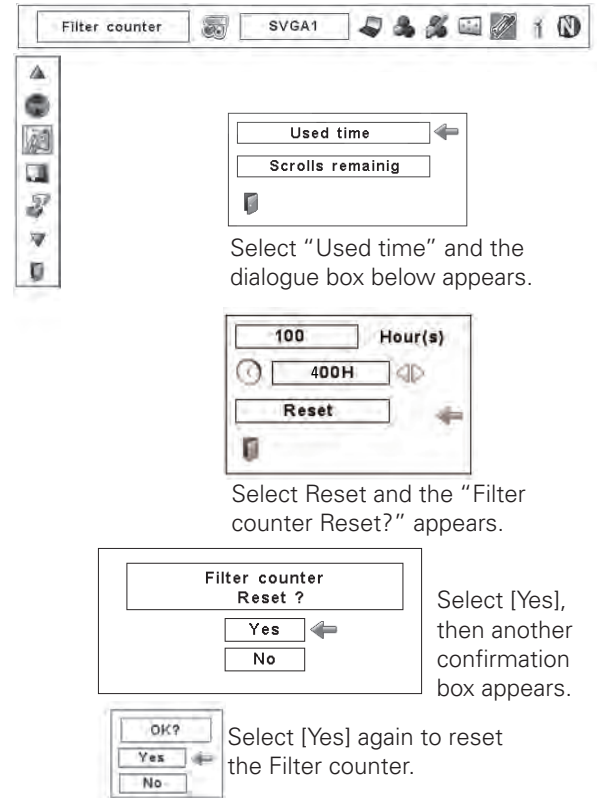 Filter counter SVGA1
Used time
Scrolls remainig
Select “Used time” and the
dialogue box below appears.
100 Hour(s)
400H
Reset
Select Reset and the “Filter
counter Reset?” appears.
Filter counter
Reset ?
Yes
No
Select [Yes],
then another
confirmation
box appears.
OK?
Yes
No
Select [Yes] again to reset
the Filter counter.